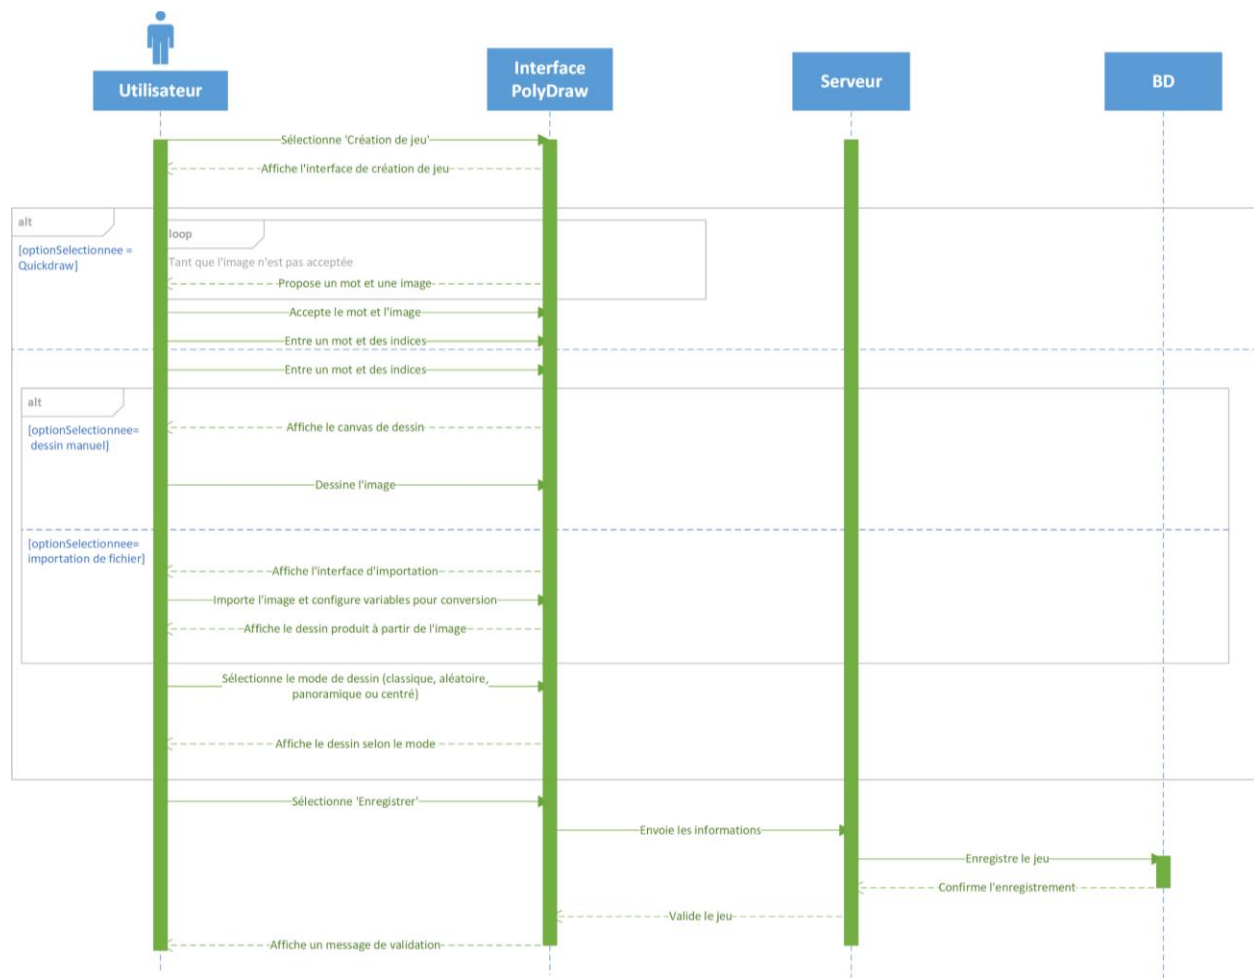 Utilisateur
Interface
PolyDraw
Serveur
BD
Sélectionne 'Création de jeu'
Affiche l'interface de création de jeu
alt
[optionSelectionnee =
Quickdraw]
loop
Tant que l'image n'est pas acceptée
Propose un mot et une image
Accepte le mot et l'image
Entre un mot et des indices
Entre un mot et des indices
alt
[optionSelectionnee=
dessin manuel]
Affiche le canvas de dessin
Dessine l'image
[optionSelectionnee=
importation de fichier]
Affiche l'interface d'importation
Importe l'image et configure variables pour conversion
Affiche le dessin produit à partir de l'image
Sélectionne le mode de dessin (classique, aléatoire,
panoramique ou centré)
Affiche le dessin selon le mode
Sélectionne 'Enregistrer'
Envoie les informations
Enregistre le jeu
Confirme l'enregistrement
Valide le jeu
Affiche un message de validation